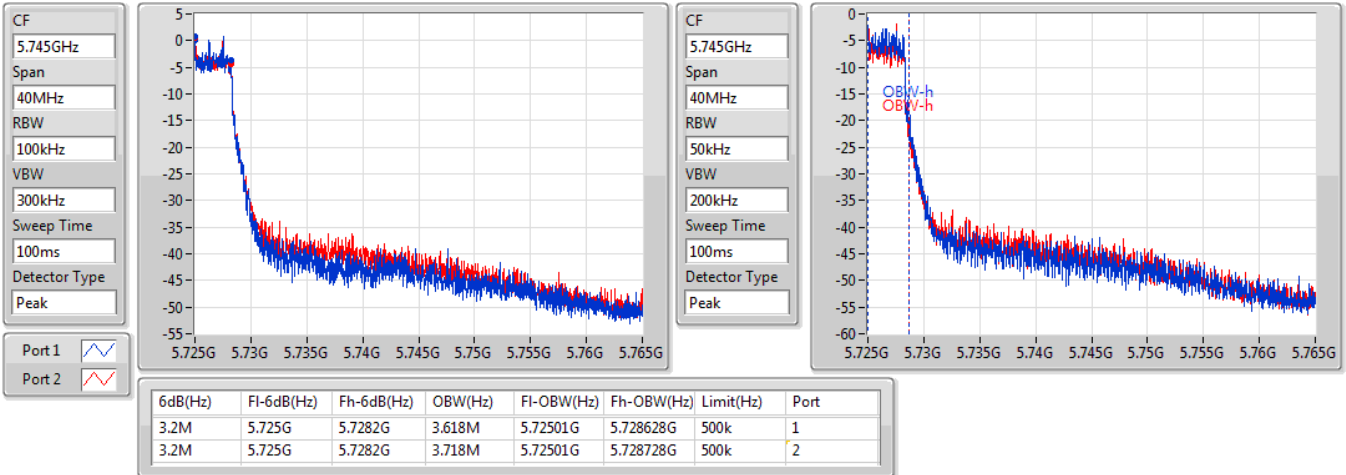 CF
5.745GHz
Span
40MHz
RBW
100kHz
VBW
300kHz
Sweep Time
100ms
Detector Type
Peak
Port 1
Port 2
5-
0-
-5-
-10-
-15-
-20-
-25-
-30-
-35-
-40-
-45-
-50-
-55-
5.725G 5.73G 5.735G 5.74G 5.745G 5.75G 5.755G 5.76G 5.765G
CF
5.745GHz
Span
40MHz
RBW
50kHz
VBW
200kHz
Sweep Time
100ms
Detector Type
Peak
0-
-5-
-10-
-15-
-20-
-25-
-30-
-35-
-40-
-45-
-50-
-55-
-60-
OBW-h
OBW-h
5.725G 5.73G 5.735G 5.74G 5.745G 5.75G 5.755G 5.76G 5.765G
6dB(Hz) Fl-6dB(Hz) Fh-6dB(Hz) OBW(Hz) Fl-OBW(Hz) Fh-OBW(Hz) Limit(Hz) Port
3.2M 5.725G 5.7282G 3.618M 5.72501G 5.728628G 500k 1
3.2M 5.725G 5.7282G 3.718M 5.72501G 5.728728G 500k 2